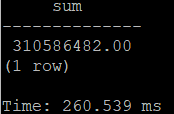 sum
--------------
310586482.00
(1 row)
Time: 260.539 ms